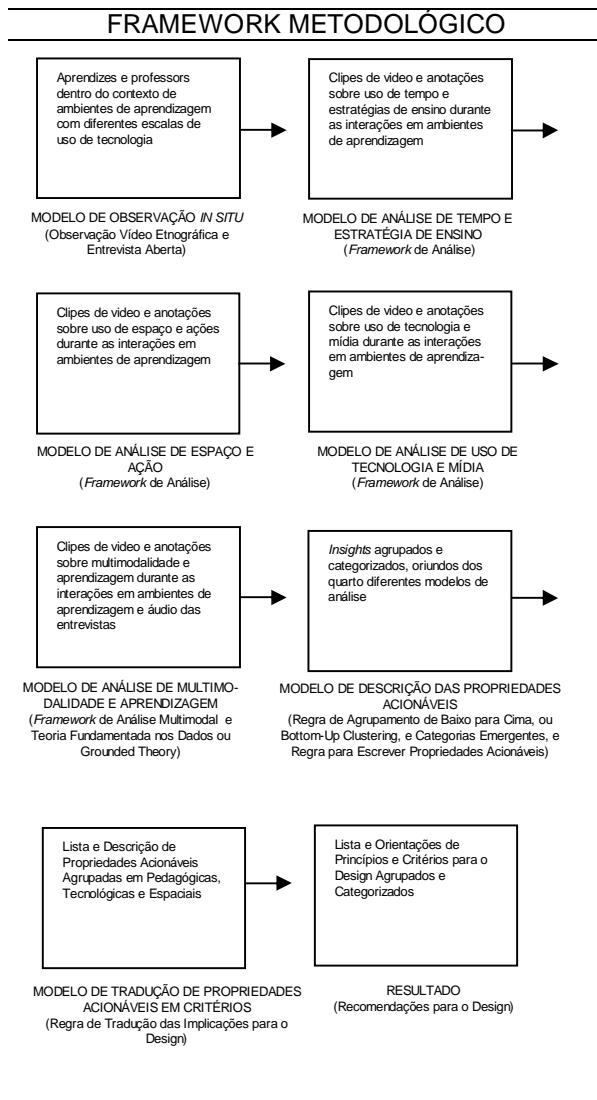 FRAMEWORK METODOLÓGICO
Aprendizes e professors
dentro do contexto de
ambientes de aprendizagem
com diferentes escalas de
uso de tecnologia
MODELO DE OBSERVAÇÃO IN SITU
(Observação Vídeo Etnográfica e
Entrevista Aberta)
Clipes de video e anotações
sobre uso de tempo e
estratégias de ensino durante
as interações em ambientes
de aprendizagem
MODELO DE ANÁLISE DE TEMPO E
ESTRATÉGIA DE ENSINO
(Framework de Análise)
Clipes de video e anotações
sobre uso de espaço e ações
durante as interações em
ambientes de aprendizagem
MODELO DE ANÁLISE DE ESPAÇO E
AÇÃO
(Framework de Análise)
Clipes de video e anotações
sobre uso de tecnologia e
mídia durante as interações
em ambientes de aprendiza-
gem
MODELO DE ANÁLISE DE USO DE
TECNOLOGIA E MÍDIA
(Framework de Análise)
Clipes de video e anotações
sobre multimodalidade e
aprendizagem durante as
interações em ambientes de
aprendizagem e áudio das
entrevistas
MODELO DE ANÁLISE DE MULTIMO-
DALIDADE E APRENDIZAGEM
(Framework de Análise Multimodal e
Teoria Fundamentada nos Dados ou
Grounded Theory)
Insights agrupados e
categorizados, oriundos dos
quarto diferentes modelos de
análise
MODELO DE DESCRIÇÃO DAS PROPRIEDADES
ACIONÁVEIS
(Regra de Agrupamento de Baixo para Cima, ou
Bottom-Up Clustering, e Categorias Emergentes, e
Regra para Escrever Propriedades Acionáveis)
Lista e Descrição de
Propriedades Acionáveis
Agrupadas em Pedagógicas,
Tecnológicas e Espaciais
MODELO DE TRADUÇÃO DE PROPRIEDADES
ACIONÁVEIS EM CRITÉRIOS
(Regra de Tradução das Implicações para o
Design)
Lista e Orientações de
Princípios e Critérios para o
Design Agrupados e
Categorizados
RESULTADO
(Recomendações para o Design)